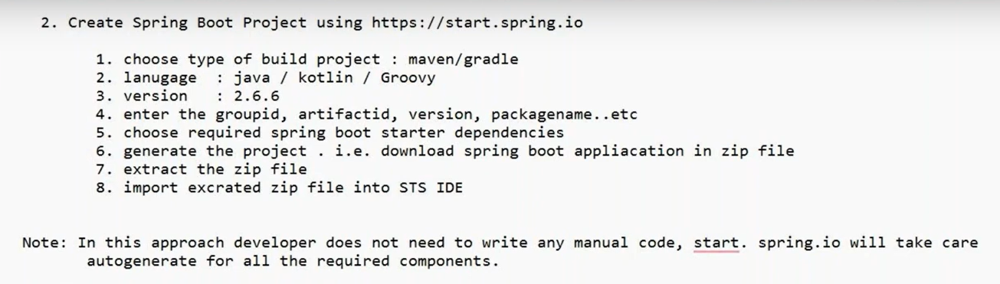 2. Create Spring Boot Project using https://start.spring.io
1. choose type of build project : maven/gradle
2. lanugage : java / kotlin / Groovy
3. version : 2.6.6
4. enter the groupid, artifactid, version, packagename..etc
5. choose required spring boot starter dependencies
6. generate the project . i.e. download spring boot appliacation in zip file
7. extract the zip file
8. import excrated zip file into STS IDE
Note: In this approach developer does not need to write any manual code, start. spring.io will take care
autogenerate for all the required components.